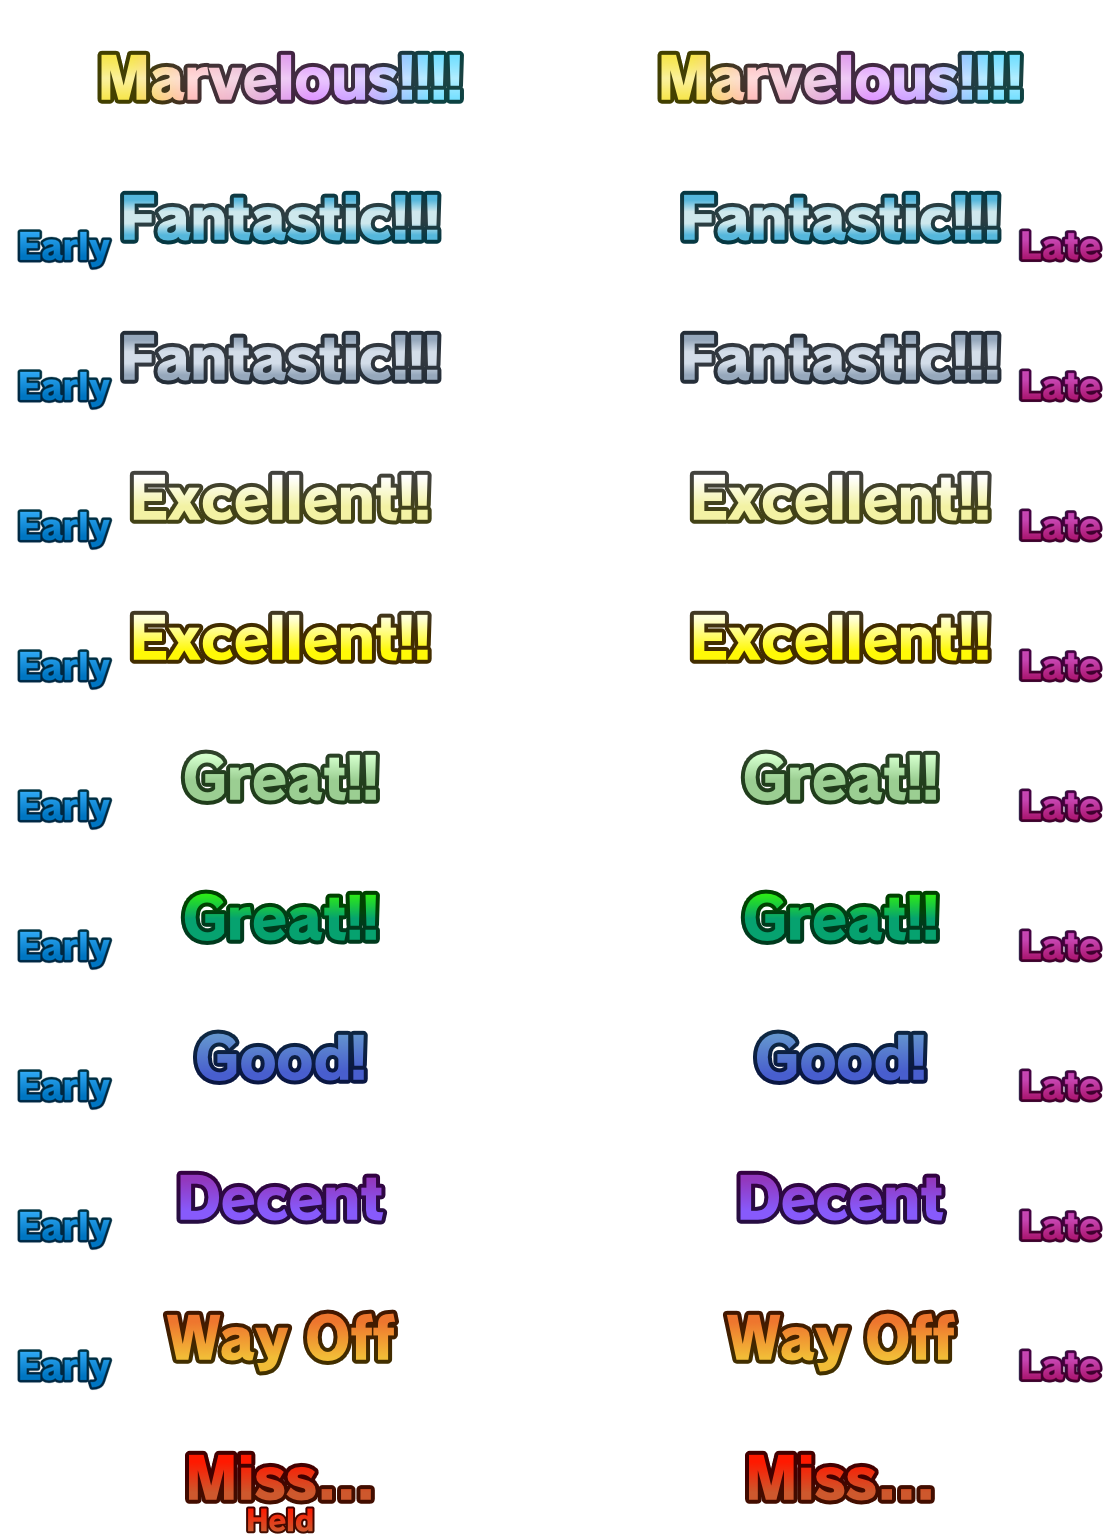 Marvelous!!!! Marvelous!!!!
Early Fantastic!!! Fantastic!!! Late
Early Fantastic!!! Fantastic!!! Late
Early Excellent!! Excellent!! Late
Early Excellent!! Excellent!! Late
Early Great!! Great!! Late
Early Great!! Great!! Late
Early Good! Good! Late
Early Decent Decent Late
Early Way Off Way Off Late
Miss... Miss...
Held